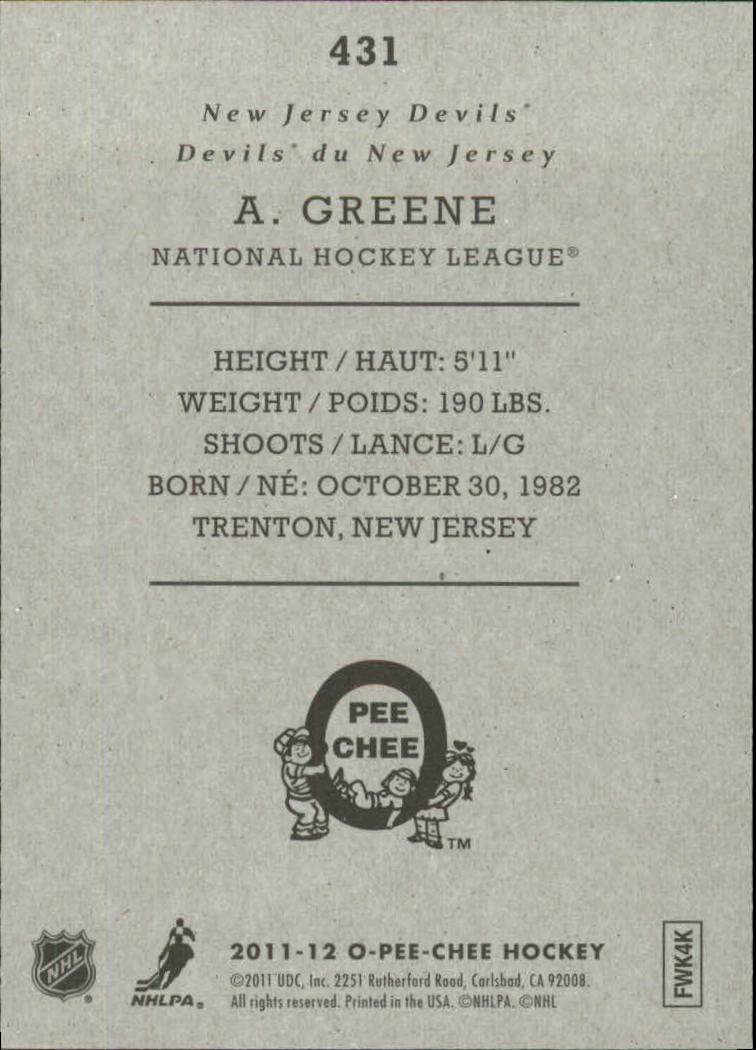 431
New Jersey Devils
Devils du New Jersey
A. GREENE
NATIONAL HOCKEY LEAGUE®
HEIGHT / HAUT: 5'11"
WEIGHT / POIDS: 190 LBS.
SHOOTS / LANCE: L/G
BORN / NÉ: OCTOBER 30, 1982
TRENTON, NEW JERSEY
O
PEE
CHEE
TM
NHL
NHLPA
2011-12 O-PEE-CHEE HOCKEY
©2011 UDC, Inc. 2251 Rutherford Road, Carlsbad, CA 92008.
All rights reserved. Printed in the USA. ©NHLPA. ©NHL
FWK4K